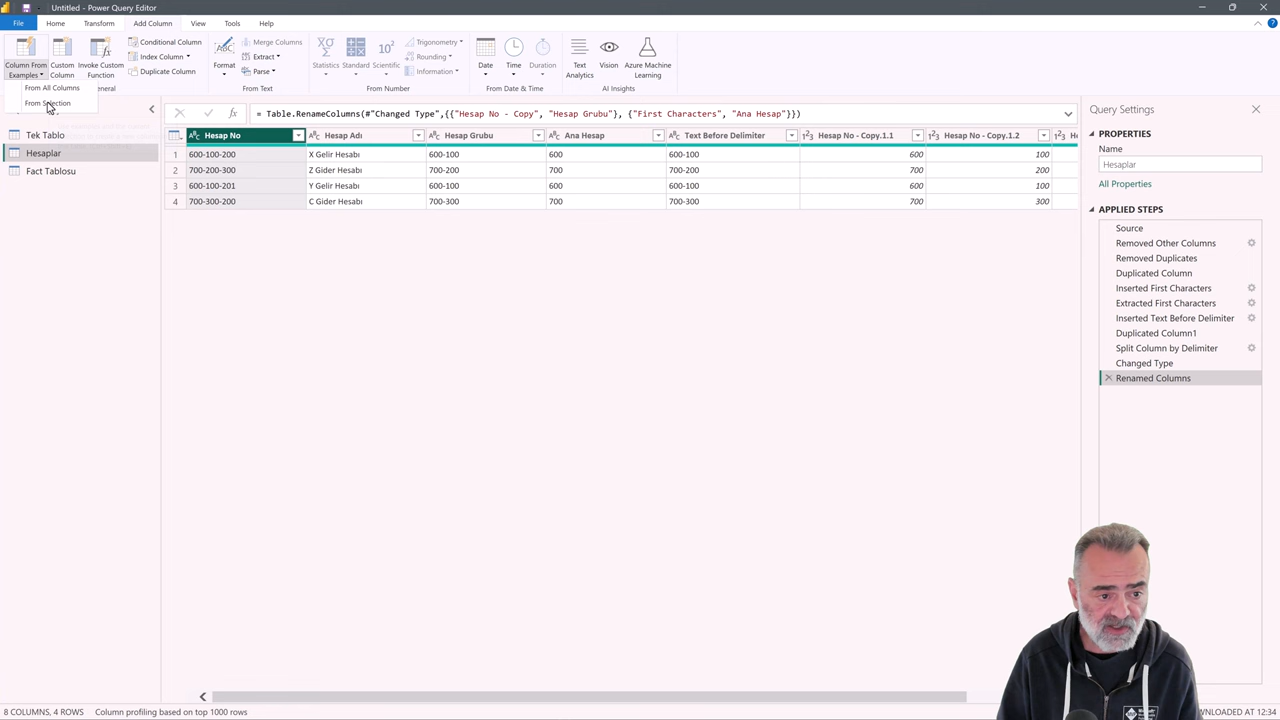 Untitled - Power Query Editor
File Home Transform Add Column View Tools Help
Column From Examples
Custom Column
Invoke Custom Function
Conditional Column
Index Column
Duplicate Column
Format
Merge Columns
Extract
Parse
Statistics
Standard
Scientific
Trigonometry
Rounding
Information
Date
Time
Duration
Text Analytics
Vision
Azure Machine Learning
From All Columns
From Selection
General
From Text
From Number
From Date & Time
AI Insights
Tek Tablo
Hesaplar
Fact Tablosu
= Table.RenameColumns(#"Changed Type",{{"Hesap No - Copy", "Hesap Grubu"}, {"First Characters", "Ana Hesap"}})
Hesap No Hesap Adı Hesap Grubu Ana Hesap Text Before Delimiter Hesap No - Copy.1.1 Hesap No - Copy.1.2
1 600-100-200 X Gelir Hesabı 600-100 600 600-100 600 100
2 700-200-300 Z Gider Hesabı 700-200 700 700-200 700 200
3 600-100-201 Y Gelir Hesabı 600-100 600 600-100 600 100
4 700-300-200 C Gider Hesabı 700-300 700 700-300 700 300
Query Settings
PROPERTIES
Name
Hesaplar
All Properties
APPLIED STEPS
Source
Removed Other Columns
Removed Duplicates
Duplicated Column
Inserted First Characters
Extracted First Characters
Inserted Text Before Delimiter
Duplicated Column1
Split Column by Delimiter
Changed Type
Renamed Columns
8 COLUMNS, 4 ROWS Column profiling based on top 1000 rows
AT 12:34